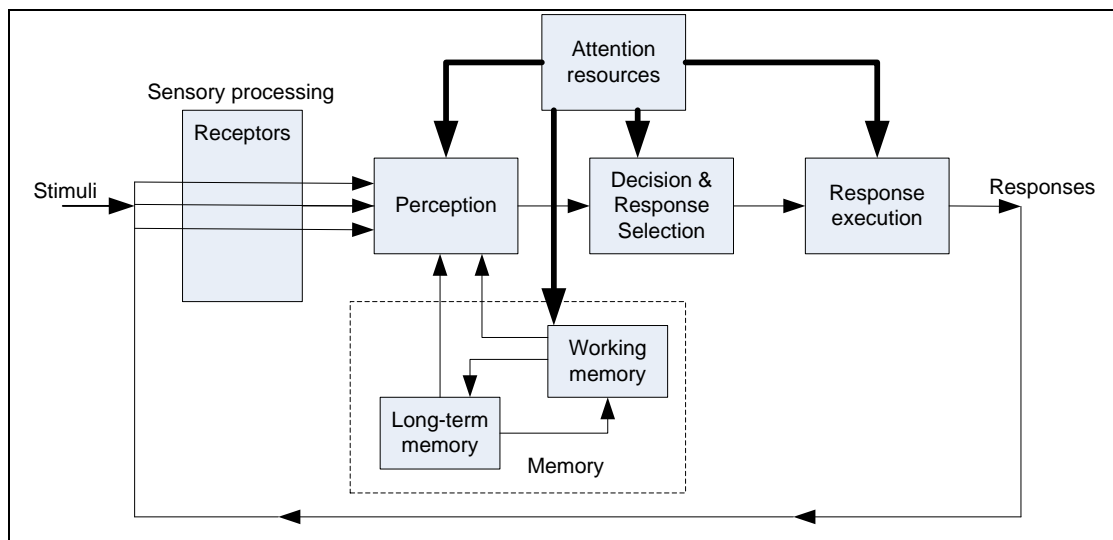 Attention
resources
Sensory processing
Receptors
Stimuli
Perception
Decision &
Response
Selection
Response
execution
Responses
Working
memory
Long-term
memory
Memory